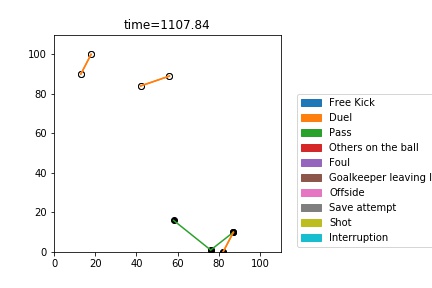 time=1107.84
100
80
60
40
20
0
0 20 40 60 80 100
Free Kick
Duel
Pass
Others on the ball
Foul
Goalkeeper leaving l
Offside
Save attempt
Shot
Interruption